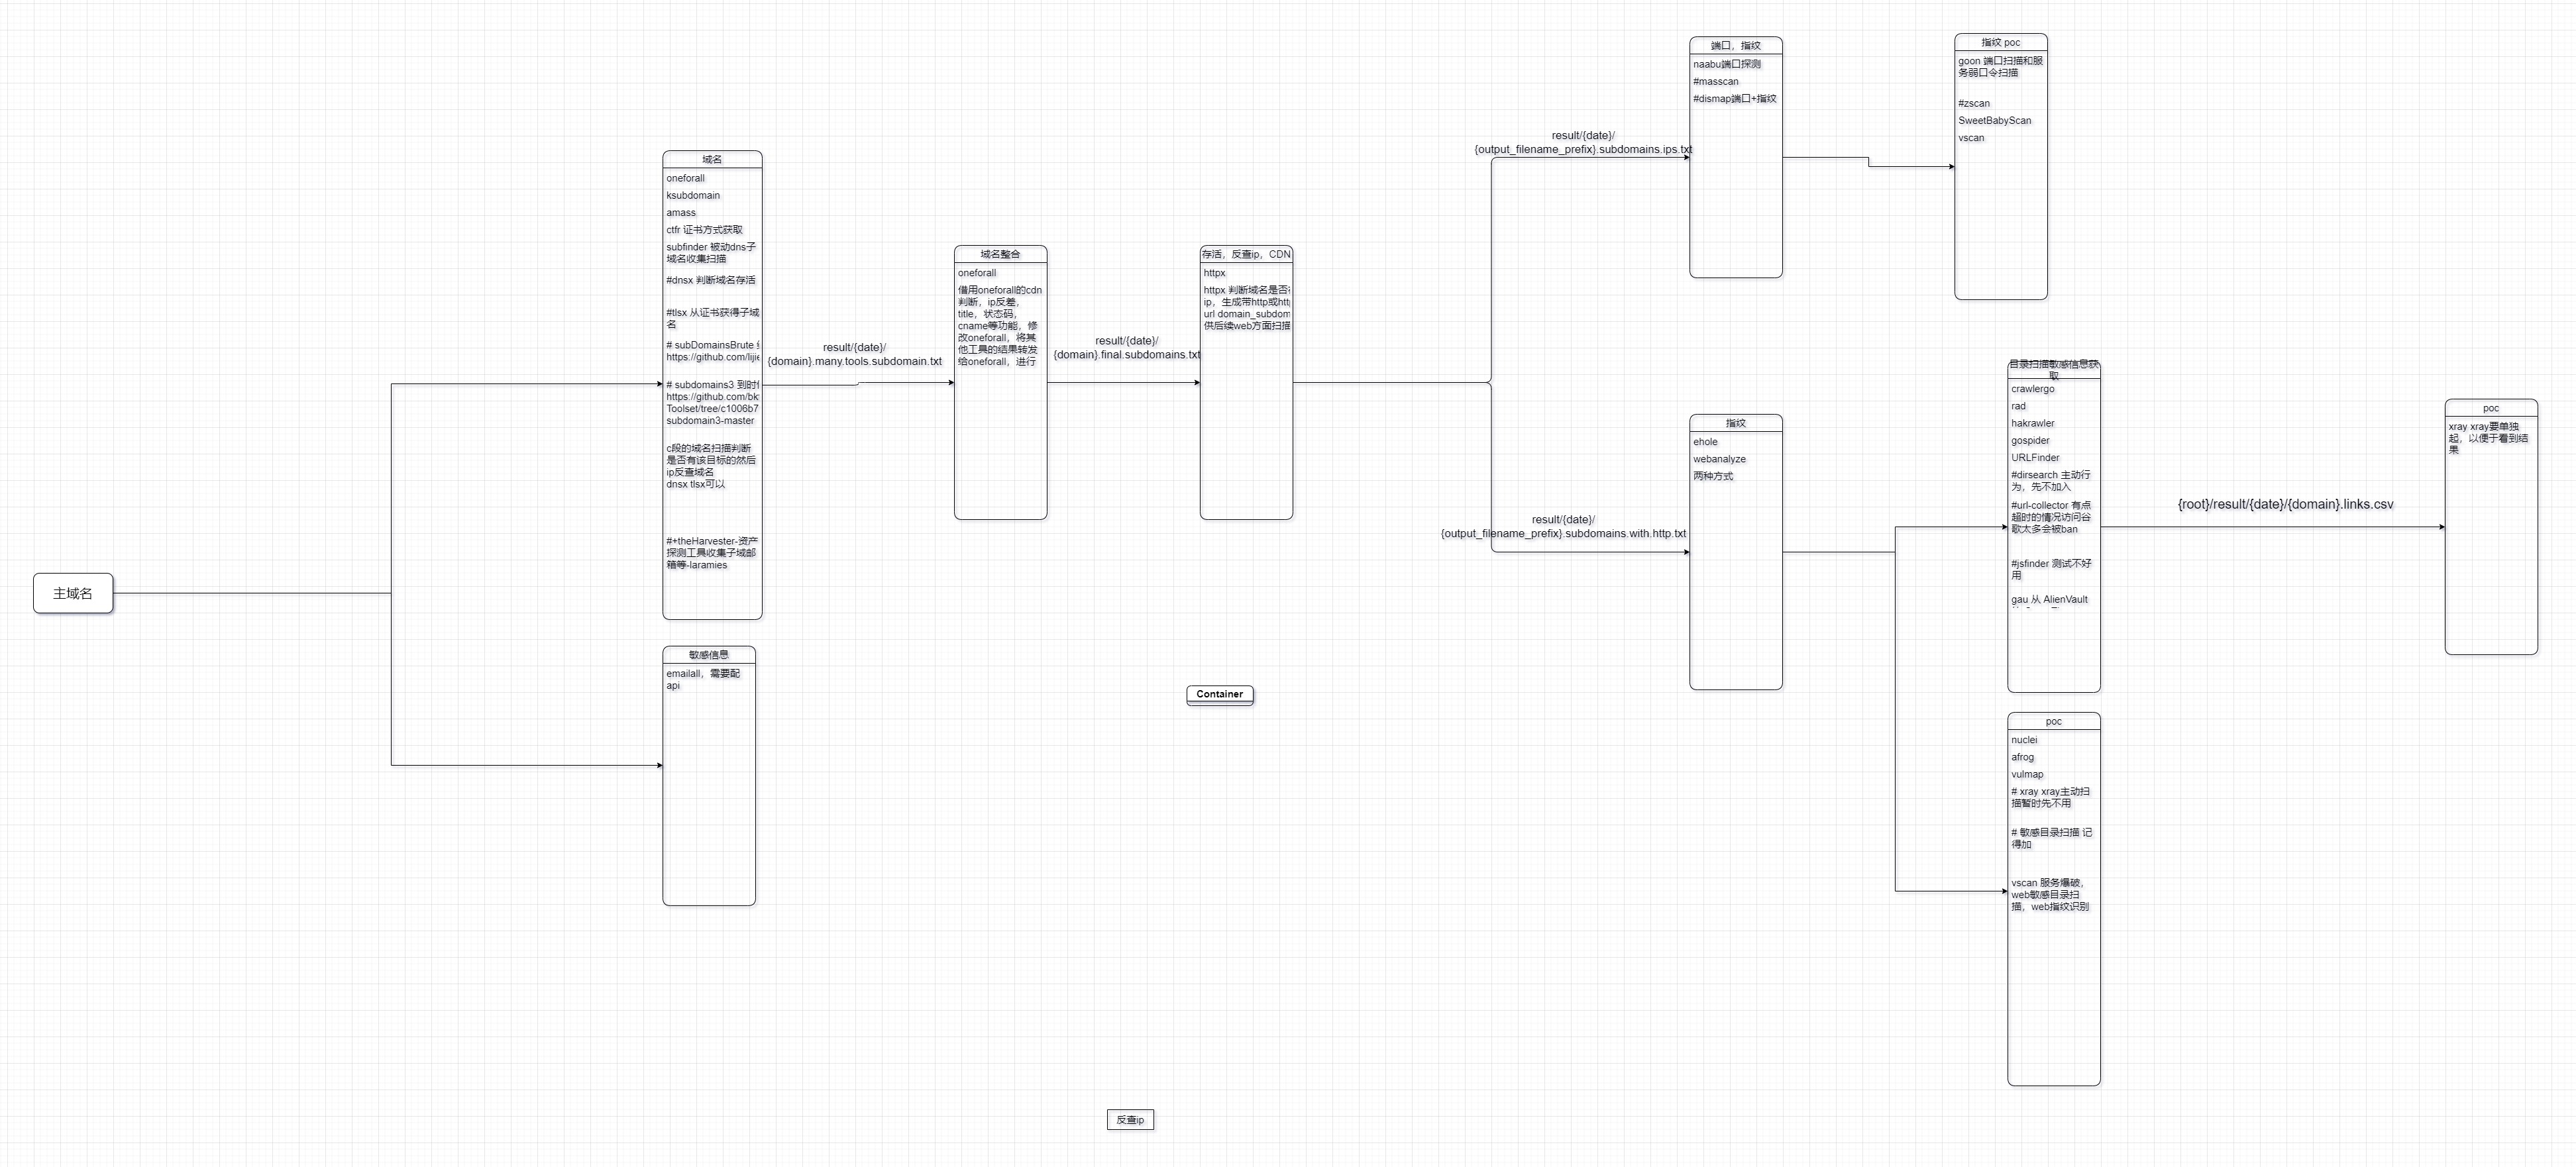 主域名
域名
oneforall
ksubdomain
amass
ctfr 证书方式获取
subfinder 被动dns子
域名收集扫描
#dnsx 判断域名存活
#tlsx 从证书获得子域
名
# subDomainsBrute
https://github.com/lijie
# subdomains3 到时
https://github.com/bk
Toolset/tree/c1006b7
subdomain3-master
c段的域名扫描判断
是否有该目标的然后
ip反查域名
dnsx tlsx可以
#+theHarvester-资产
探测工具收集子域邮
箱等-laramies
敏感信息
emailall，需要配
api
result/{date}/
{domain}.many.tools.subdomain.txt
域名整合
oneforall
借用oneforall的cdn
判断，ip反差，
title，状态码，
cname等功能，修
改oneforall，将其
他工具的结果转发
给oneforall，进行
result/{date}/
{domain}.final.subdomains.txt
存活，反查ip，CDN
httpx
httpx 判断域名是否
ip，生成带http或htt
url domain_subdom
供后续web方面扫描
Container
反查ip
result/{date}/
{output_filename_prefix}.subdomains.ips.txt
端口，指纹
naabu端口探测
#masscan
#dismap端口+指纹
指纹 poc
goon 端口扫描和服
务弱口令扫描
#zscan
SweetBabyScan
vscan
result/{date}/
{output_filename_prefix}.subdomains.with.http.txt
指纹
ehole
webanalyze
两种方式
目录扫描敏感信息获
取
crawlergo
rad
hakrawler
gospider
URLFinder
#dirsearch 主动行
为，先不加入
#url-collector 有点
超时的情况访问谷
歌太多会被ban
#jsfinder 测试不好
用
gau 从 AlienVault
{root}/result/{date}/{domain}.links.csv
poc
xray xray要单独
起，以便于看到结
果
poc
nuclei
afrog
vulmap
# xray xray主动扫
描暂时先不用
# 敏感目录扫描 记
得加
vscan 服务爆破，
web敏感目录扫
描，web指纹识别